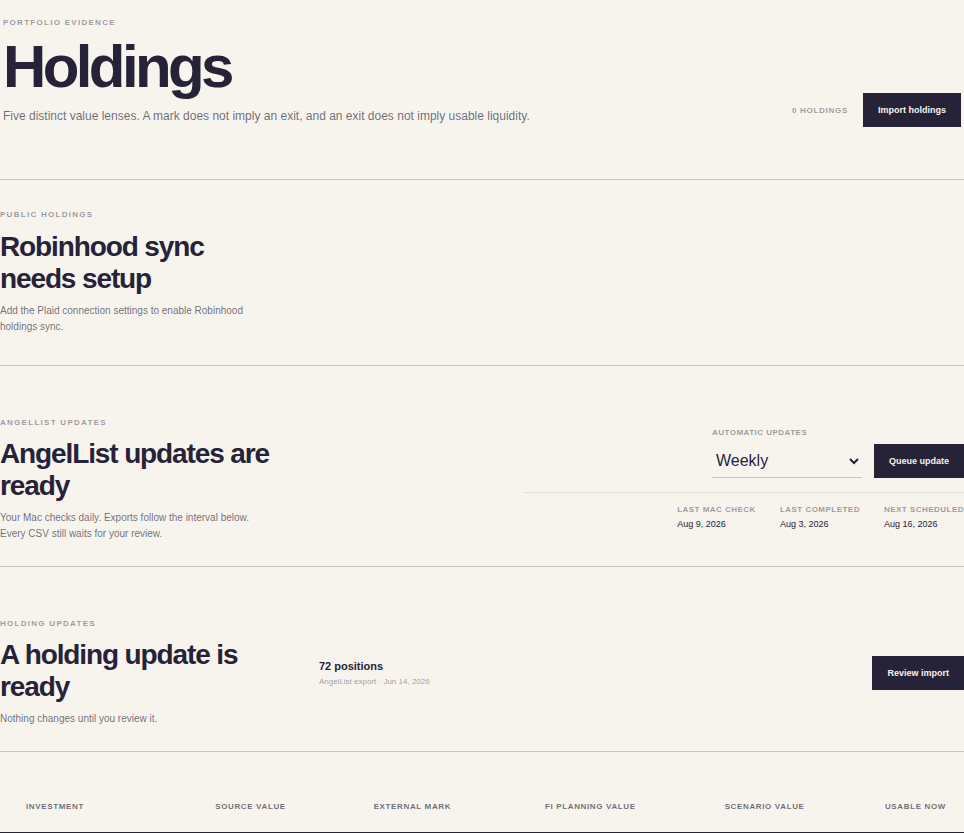 PORTFOLIO EVIDENCE
Holdings
Five distinct value lenses. A mark does not imply an exit, and an exit does not imply usable liquidity.
0 HOLDINGS
Import holdings
PUBLIC HOLDINGS
Robinhood sync
needs setup
Add the Plaid connection settings to enable Robinhood
holdings sync.
ANGELLIST UPDATES
AngelList updates are
ready
Your Mac checks daily. Exports follow the interval below.
Every CSV still waits for your review.
AUTOMATIC UPDATES
Weekly
Queue update
LAST MAC CHECK
Aug 9, 2026
LAST COMPLETED
Aug 3, 2026
NEXT SCHEDULED
Aug 16, 2026
HOLDING UPDATES
A holding update is
ready
Nothing changes until you review it.
72 positions
AngelList export · Jun 14, 2026
Review import
INVESTMENT SOURCE VALUE EXTERNAL MARK FI PLANNING VALUE SCENARIO VALUE USABLE NOW